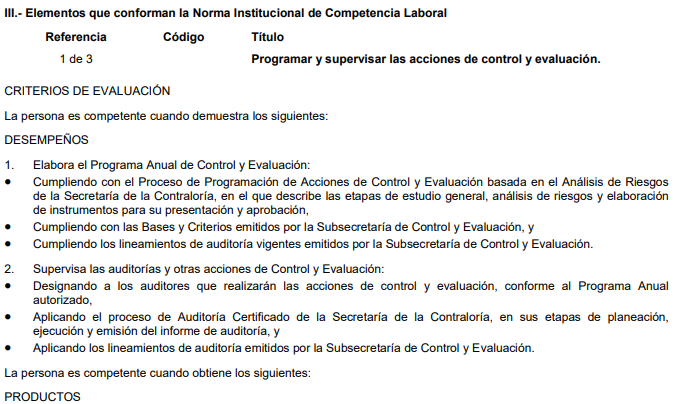 III.- Elementos que conforman la Norma Institucional de Competencia Laboral
Referencia Código Título
1 de 3 Programar y supervisar las acciones de control y evaluación.
CRITERIOS DE EVALUACIÓN
La persona es competente cuando demuestra los siguientes:
DESEMPEÑOS
1. Elabora el Programa Anual de Control y Evaluación:
● Cumpliendo con el Proceso de Programación de Acciones de Control y Evaluación basada en el Análisis de Riesgos
de la Secretaría de la Contraloría, en el que describe las etapas de estudio general, análisis de riesgos y elaboración
de instrumentos para su presentación y aprobación,
● Cumpliendo con las Bases y Criterios emitidos por la Subsecretaría de Control y Evaluación, y
● Cumpliendo los lineamientos de auditoría vigentes emitidos por la Subsecretaría de Control y Evaluación.
2. Supervisa las auditorías y otras acciones de Control y Evaluación:
● Designando a los auditores que realizarán las acciones de control y evaluación, conforme al Programa Anual
autorizado,
● Aplicando el proceso de Auditoría Certificado de la Secretaría de la Contraloría, en sus etapas de planeación,
ejecución y emisión del informe de auditoría, y
● Aplicando los lineamientos de auditoría emitidos por la Subsecretaría de Control y Evaluación.
La persona es competente cuando obtiene los siguientes:
PRODUCTOS